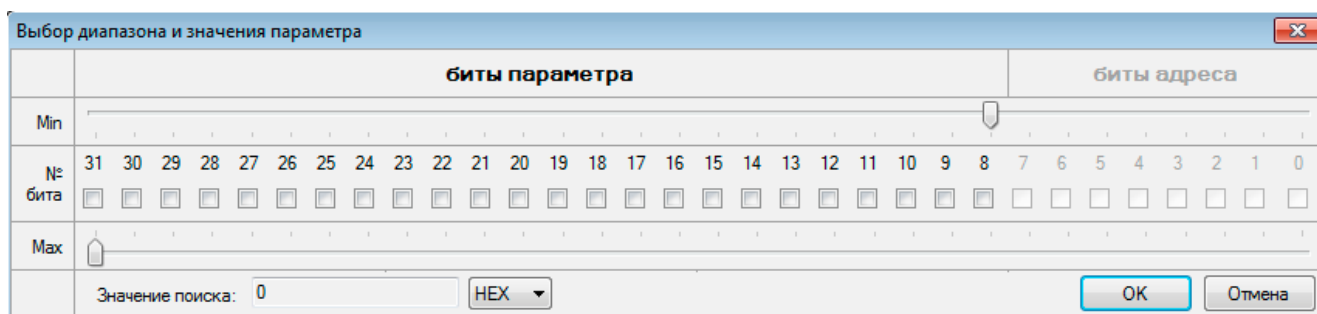 Выбор диапазона и значения параметра
биты параметра биты адреса
Min
№ бита 31 30 29 28 27 26 25 24 23 22 21 20 19 18 17 16 15 14 13 12 11 10 9 8 7 6 5 4 3 2 1 0
Max
Значение поиска: 0 HEX OK Отмена